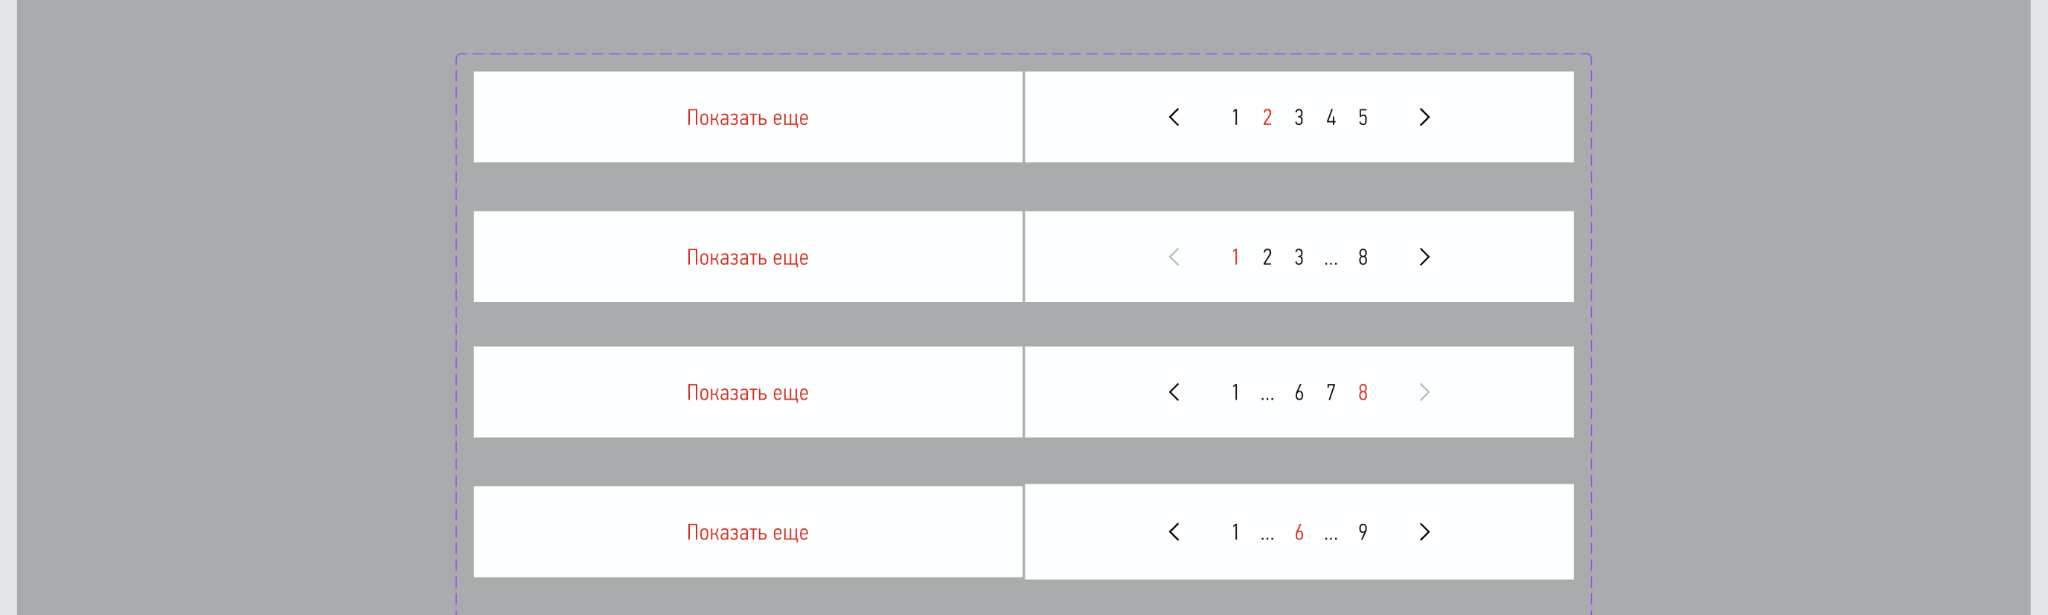 Показать еще < 1 2 3 4 5 >
Показать еще < 1 2 3 ... 8 >
Показать еще < 1 ... 6 7 8 >
Показать еще < 1 ... 6 ... 9 >